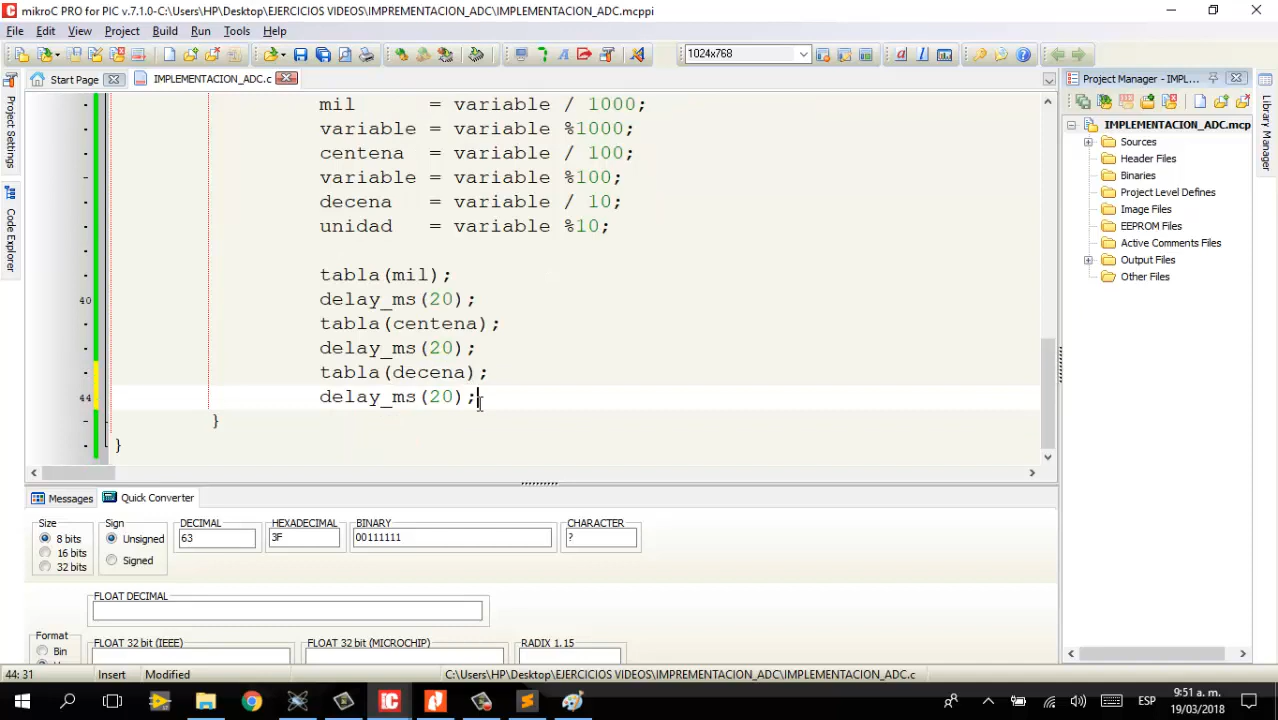 mikroC PRO for PIC v.7.1.0-C:\Users\HP\Desktop\EJERCICIOS VIDEOS\IMPREMENTACION_ADC\IMPLEMENTACION_ADC.mcppi
File Edit View Project Build Run Tools Help
1024x768
Start Page
IMPLEMENTACION_ADC.c
Project Manager - IMPL...
Project Settings
Code Explorer
Library Manager
mil = variable / 1000;
variable = variable %1000;
centena = variable / 100;
variable = variable %100;
decena = variable / 10;
unidad = variable %10;
tabla(mil);
40 delay_ms(20);
tabla(centena);
delay_ms(20);
tabla(decena);
44 delay_ms(20);
}
}
IMPLEMENTACION_ADC.mcp
Sources
Header Files
Binaries
Project Level Defines
Image Files
EEPROM Files
Active Comments Files
Output Files
Other Files
Messages Quick Converter
Size
8 bits
16 bits
32 bits
Sign
Unsigned
Signed
DECIMAL
63
HEXADECIMAL
3F
BINARY
00111111
CHARACTER
?
FLOAT DECIMAL
Format
Bin
FLOAT 32 bit (IEEE)
FLOAT 32 bit (MICROCHIP)
RADIX 1.15
44: 31 Insert Modified C:\Users\HP\Desktop\EJERCICIOS VIDEOS\IMPREMENTACION_ADC\IMPLEMENTACION_ADC.c
ESP
9:51 a. m.
19/03/2018